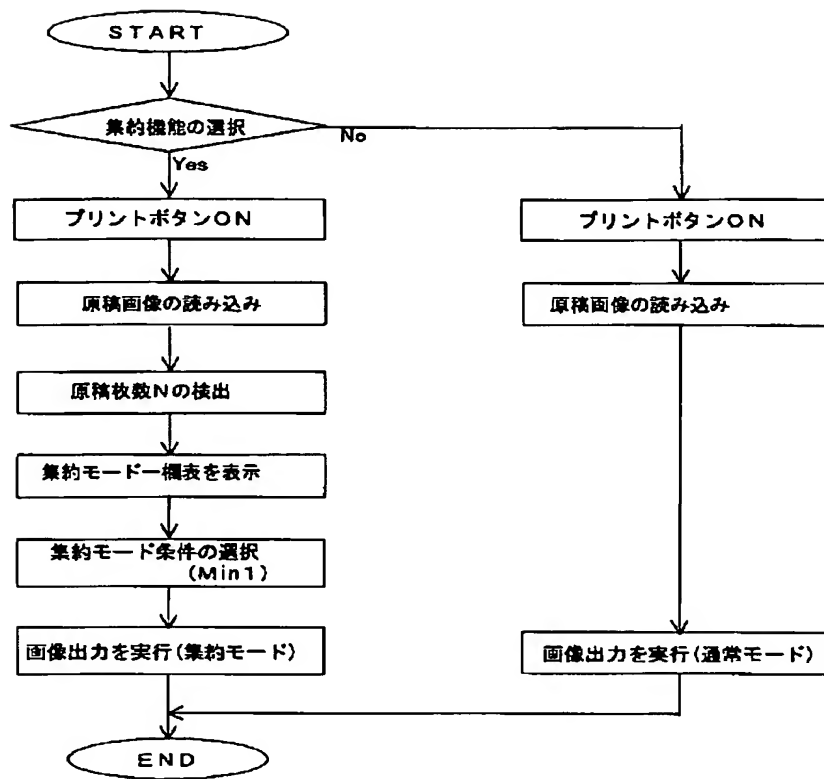 START
集約機能の選択
No
Yes
プリントボタンON
プリントボタンON
原稿画像の読み込み
原稿画像の読み込み
原稿枚数Nの検出
集約モード一欄表を表示
集約モード条件の選択
(Min1)
画像出力を実行(集約モード)
画像出力を実行(通常モード)
END